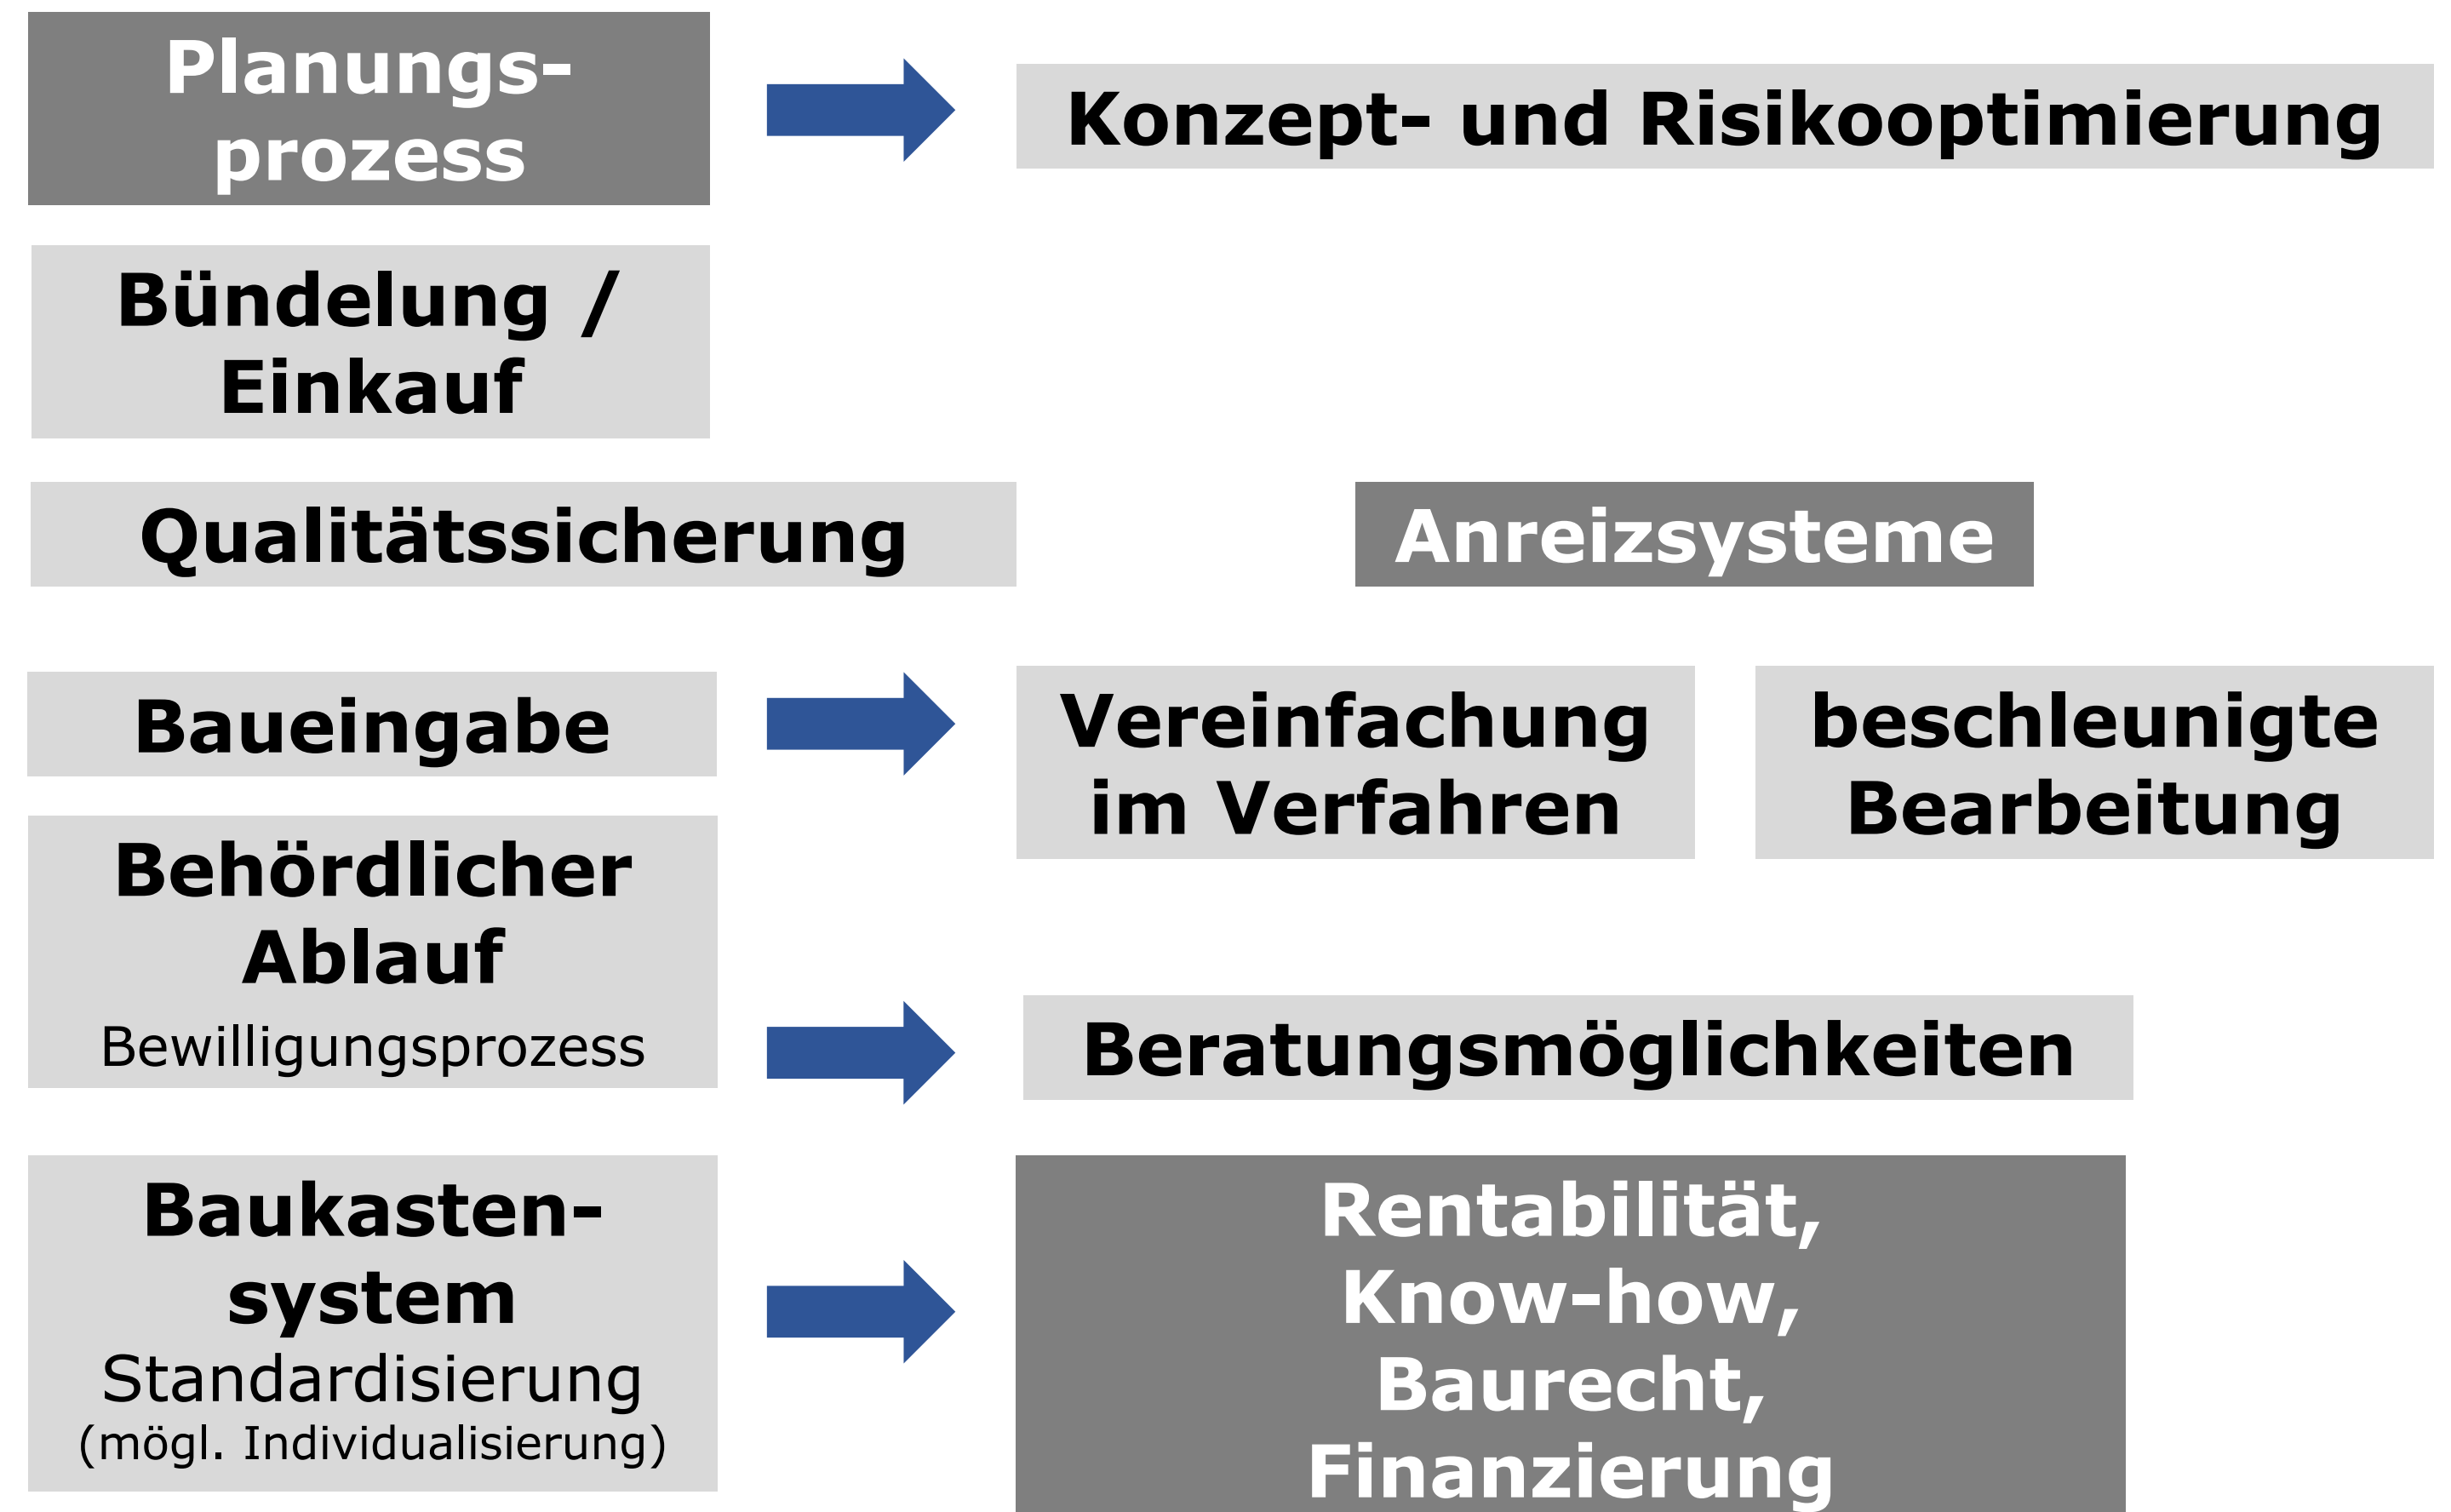 Planungs-
prozess
Konzept- und Risikooptimierung
Bündelung /
Einkauf
Qualitätssicherung
Anreizsysteme
Baueingabe
Vereinfachung
im Verfahren
beschleunigte
Bearbeitung
Behördlicher
Ablauf
Bewilligungsprozess
Beratungsmöglichkeiten
Baukasten-
system
Standardisierung
(mögl. Individualisierung)
Rentabilität,
Know-how,
Baurecht,
Finanzierung